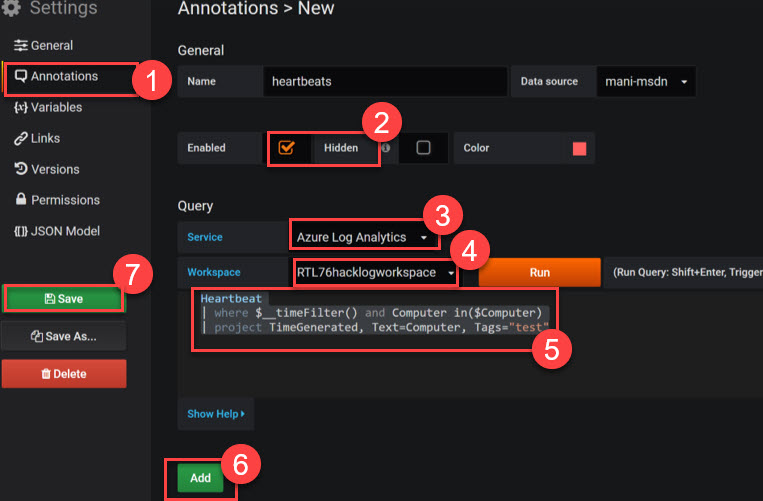 Settings
General
Annotations
1
{x} Variables
Links
Versions
Permissions
{[]} JSON Model
7
Save
Save As...
Delete
Annotations > New
General
Name heartbeats Data source mani-msdn
2
Enabled Hidden Color
Query
3
Service Azure Log Analytics
4
Workspace RTL76hacklogworkspace Run (Run Query: Shift+Enter, Trigger
Heartbeat
| where $__timeFilter() and Computer in($Computer)
| project TimeGenerated, Text=Computer, Tags="test"
5
Show Help
6
Add